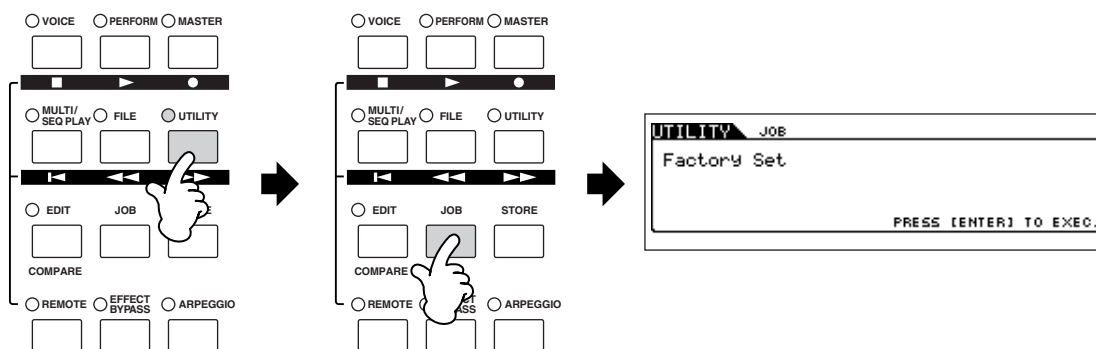 VOICE PERFORM MASTER
MULTI/
SEQ PLAY FILE UTILITY
EDIT JOB
COMPARE
REMOTE EFFECT
BYPASS ARPEGGIO
VOICE PERFORM MASTER
MULTI/
SEQ PLAY FILE UTILITY
EDIT JOB STORE
COMPARE
REMOTE ARPEGGIO
UTILITY JOB
Factory Set
PRESS [ENTER] TO EXEC.